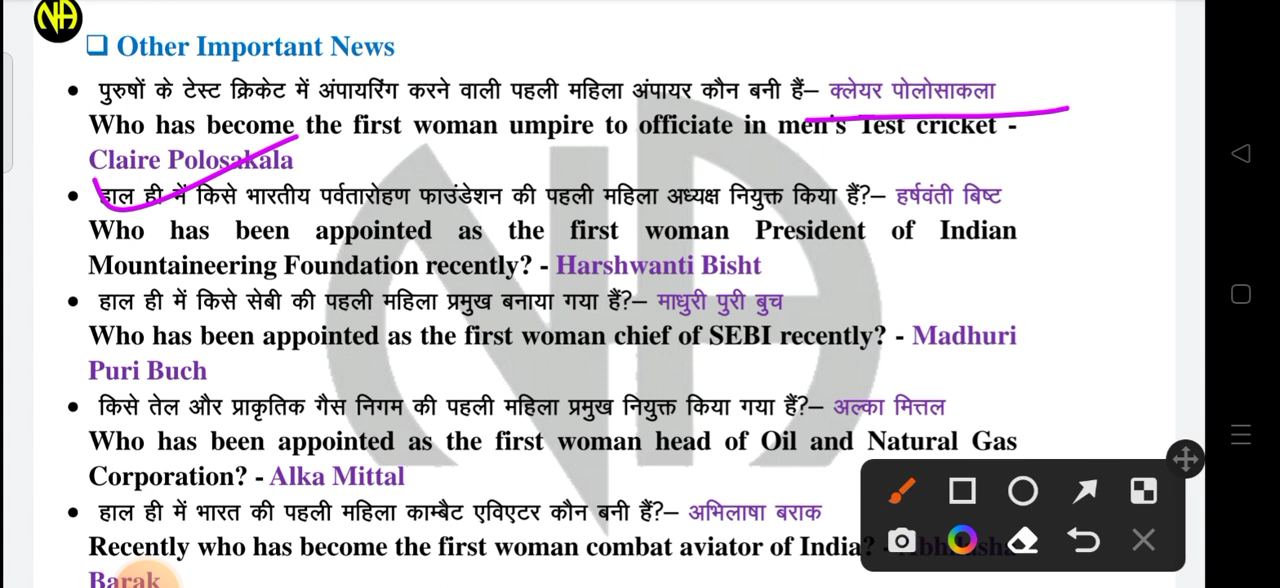 NA
❑ Other Important News
• पुरुषों के टेस्ट क्रिकेट में अंपायरिंग करने वाली पहली महिला अंपायर कौन बनी हैं– क्लेयर पोलोसाकला
Who has become the first woman umpire to officiate in men's Test cricket -
Claire Polosakala
• हाल ही में किसे भारतीय पर्वतारोहण फाउंडेशन की पहली महिला अध्यक्ष नियुक्त किया हैं?– हर्षवंती बिष्ट
Who has been appointed as the first woman President of Indian
Mountaineering Foundation recently? - Harshwanti Bisht
• हाल ही में किसे सेबी की पहली महिला प्रमुख बनाया गया हैं?– माधुरी पुरी बुच
Who has been appointed as the first woman chief of SEBI recently? - Madhuri
Puri Buch
• किसे तेल और प्राकृतिक गैस निगम की पहली महिला प्रमुख नियुक्त किया गया हैं?– अल्का मित्तल
Who has been appointed as the first woman head of Oil and Natural Gas
Corporation? - Alka Mittal
• हाल ही में भारत की पहली महिला काम्बैट एविएटर कौन बनी हैं?– अभिलाषा बराक
Recently who has become the first woman combat aviator of India? -
Barak